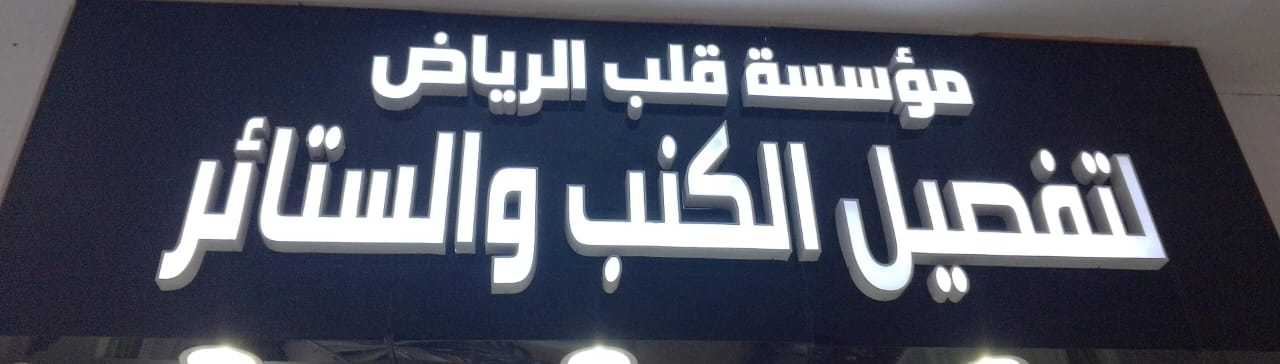 مؤسسة قلب الرياض
لتفصيل الكنب والستائر